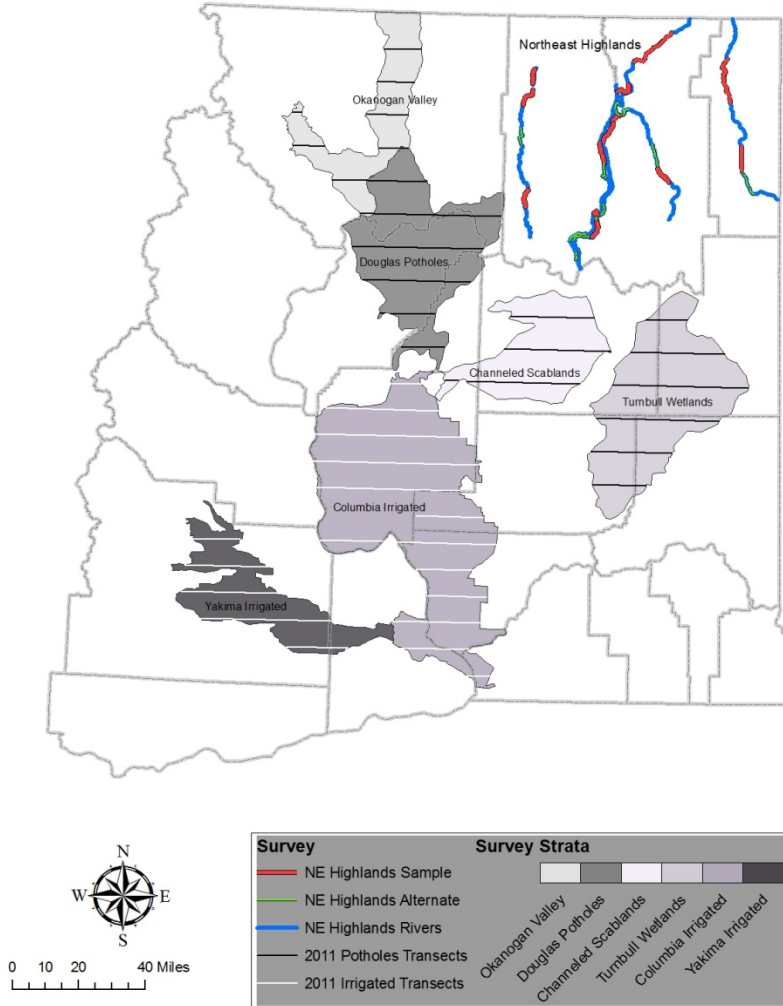 Northeast Highlands
Okanogan Valley
Douglas Potholes
Channeled Scablands
Turnbull Wetlands
Columbia Irrigated
Yakima Irrigated
N
W E
S
0 10 20 40 Miles
Survey
NE Highlands Sample
NE Highlands Alternate
NE Highlands Rivers
2011 Potholes Transects
2011 Irrigated Transects
Survey Strata
Okanogan Valley
Douglas Potholes
Channeled Scablands
Turnbull Wetlands
Columbia Irrigated
Yakima Irrigated